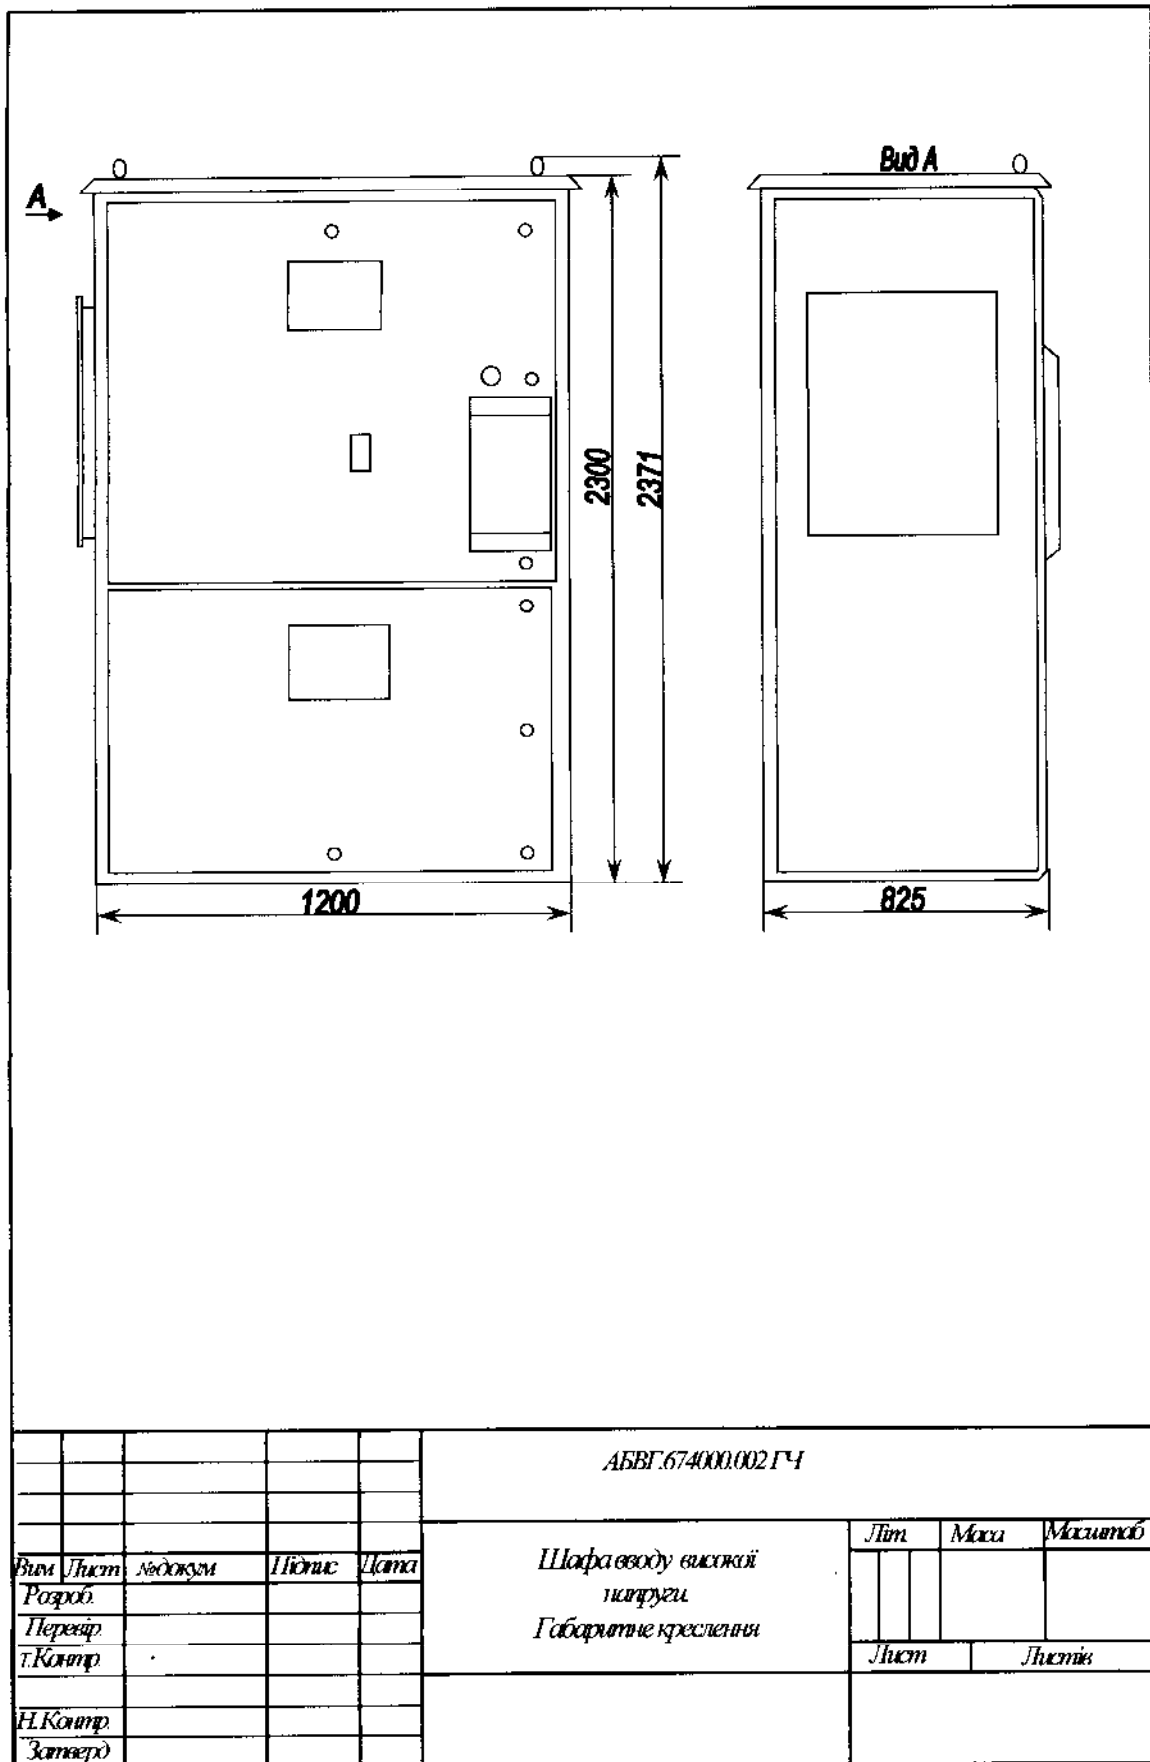 Вид А
А
2300
2371
1200
825
АБВГ.674000.002 ГЧ
Шафа вводу високої
напруги.
Габаритне креслення
Літ. Маса Масштаб
Лист Листів
Вим Лист №докум Підпис Дата
Розроб.
Перевір.
т.Контр.
Н.Контр.
Затверд